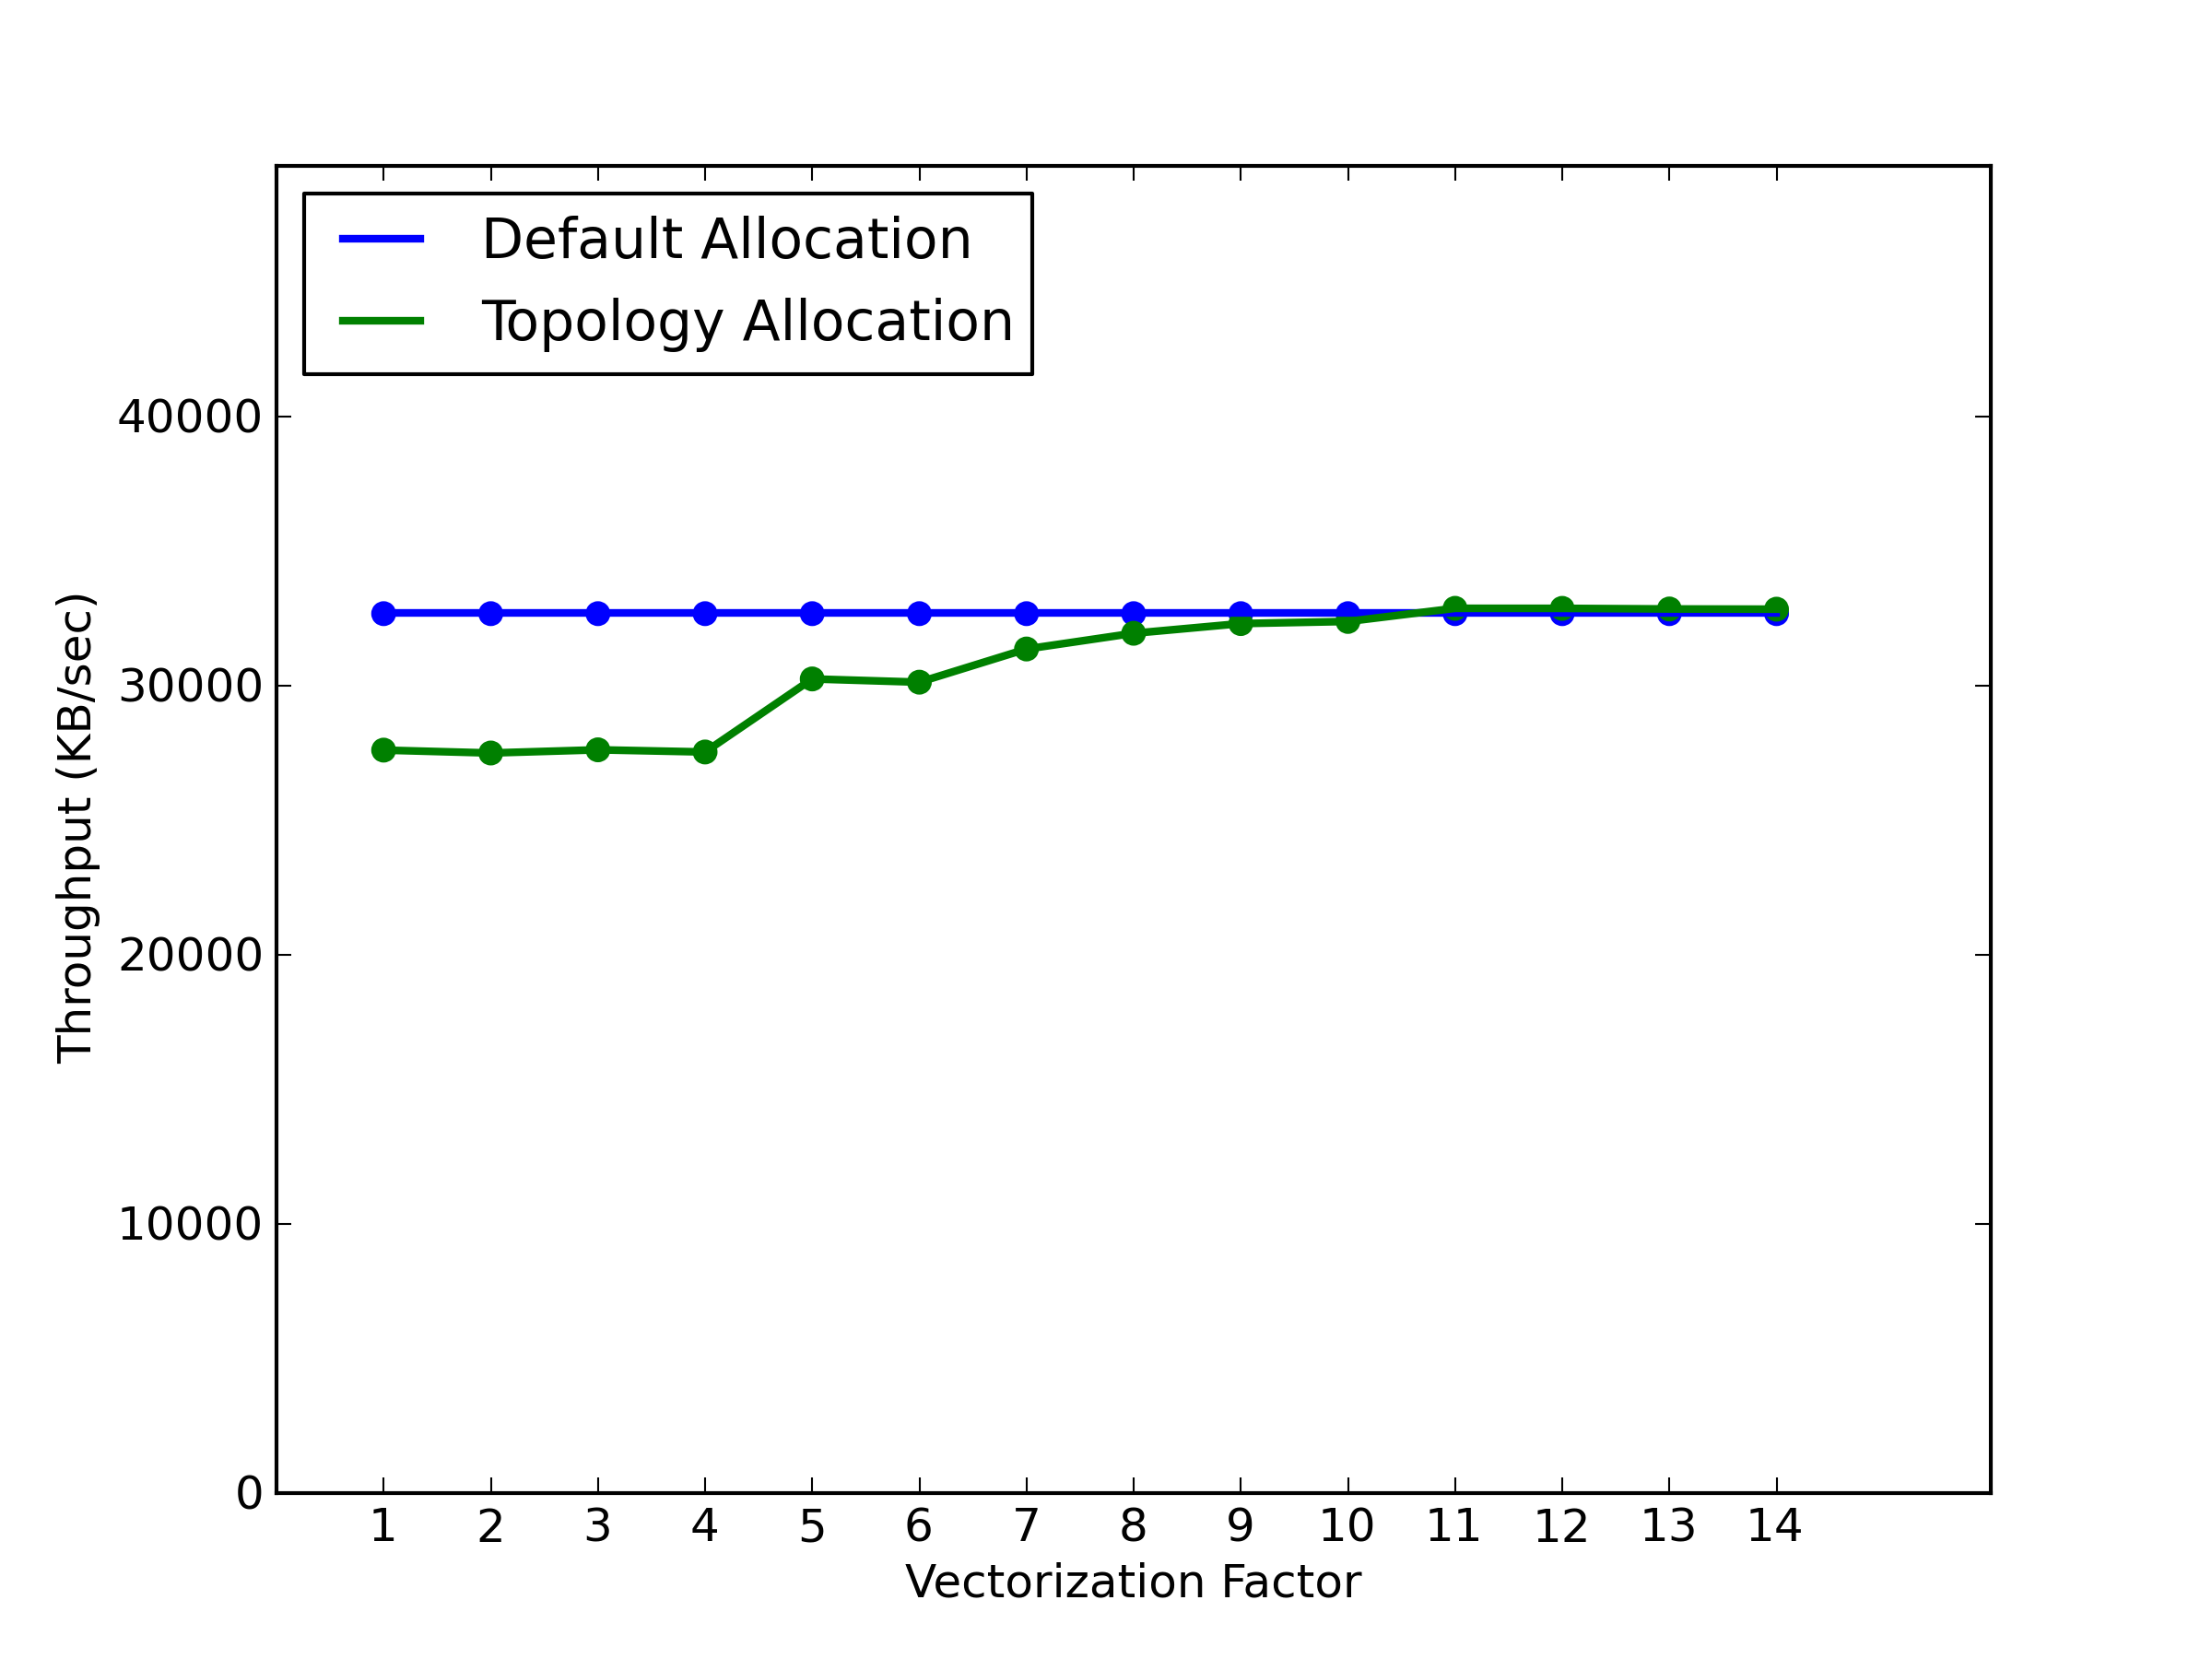 Default Allocation
Topology Allocation
40000
30000
20000
10000
0
Throughput (KB/sec)
1 2 3 4 5 6 7 8 9 10 11 12 13 14
Vectorization Factor